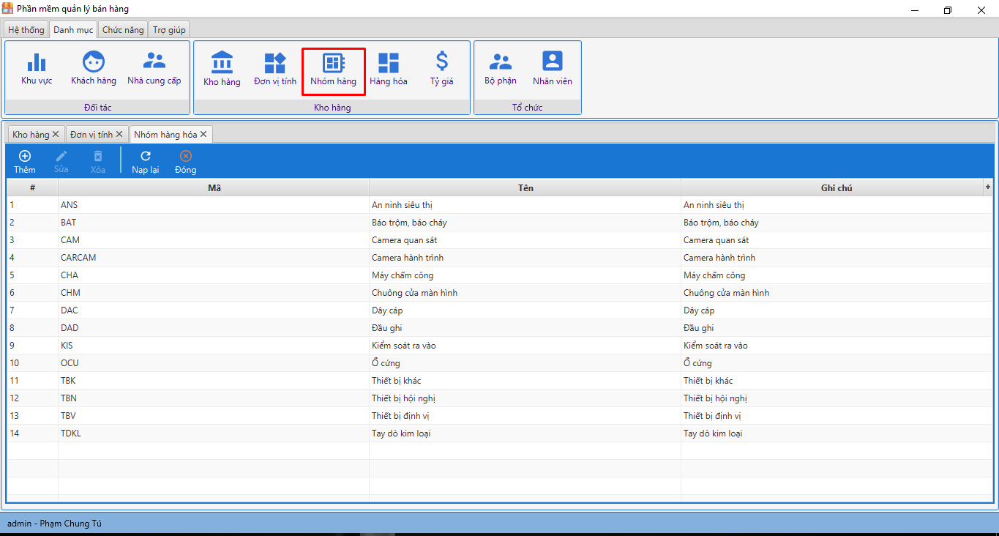 Phần mềm quản lý bán hàng
Hệ thống Danh mục Chức năng Trợ giúp
Khu vực Khách hàng Nhà cung cấp Kho hàng Đơn vị tính Nhóm hàng Hàng hóa Tỷ giá Bộ phận Nhân viên
Đối tác Kho hàng Tổ chức
Kho hàng Đơn vị tính Nhóm hàng hóa
Thêm Sửa Xóa Nạp lại Đóng
# Mã Tên Ghi chú +
1 ANS An ninh siêu thị An ninh siêu thị
2 BAT Báo trộm, báo cháy Báo trộm, báo cháy
3 CAM Camera quan sát Camera quan sát
4 CARCAM Camera hành trình Camera hành trình
5 CHA Máy chấm công Máy chấm công
6 CHM Chuông cửa màn hình Chuông cửa màn hình
7 DAC Dây cáp Dây cáp
8 DAD Đầu ghi Đầu ghi
9 KIS Kiểm soát ra vào Kiểm soát ra vào
10 OCU Ổ cứng Ổ cứng
11 TBK Thiết bị khác Thiết bị khác
12 TBN Thiết bị hội nghị Thiết bị hội nghị
13 TBV Thiết bị định vị Thiết bị định vị
14 TDKL Tay dò kim loại Tay dò kim loại
admin - Phạm Chung Tú